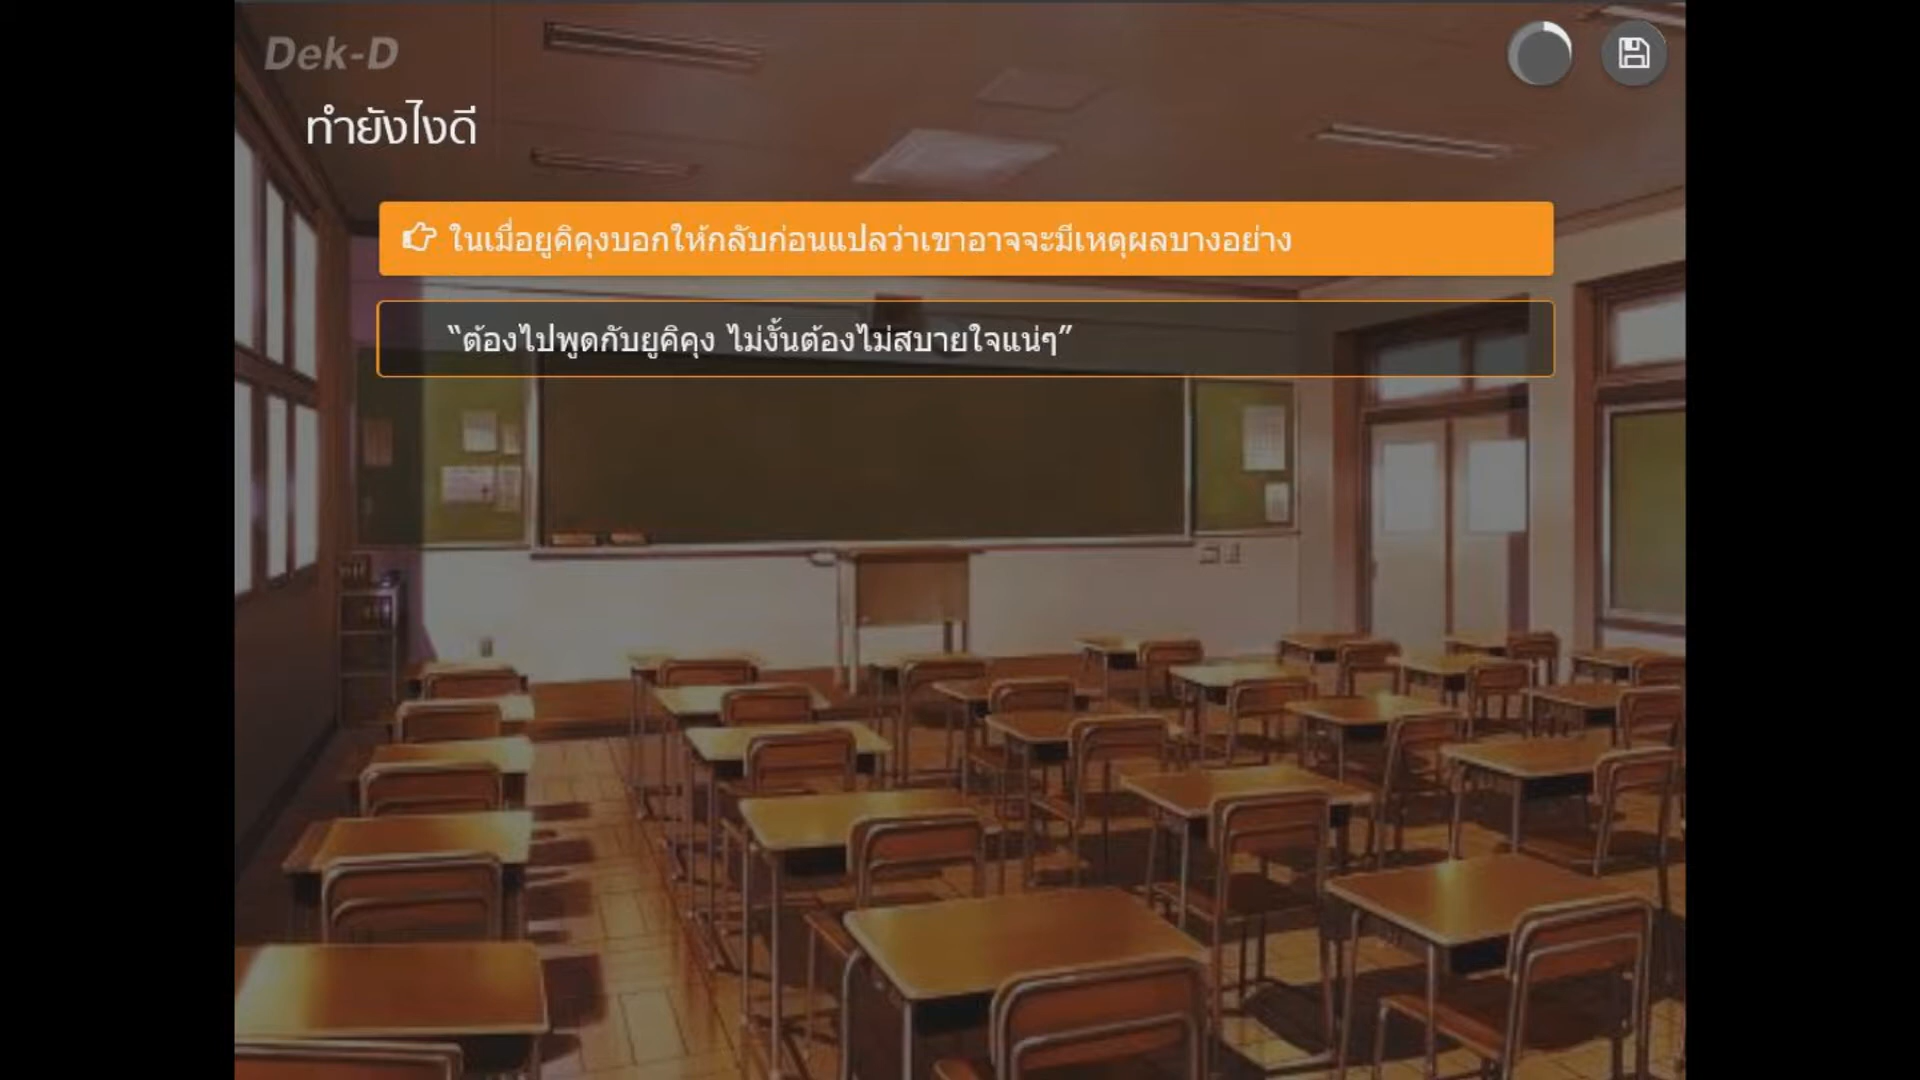 Dek-D
ทำยังไงดี
ในเมื่อยูคิคุงบอกให้กลับก่อนแปลว่าเขาอาจจะมีเหตุผลบางอย่าง
“ต้องไปพูดกับยูคิคุง ไม่งั้นต้องไม่สบายใจแน่ๆ”